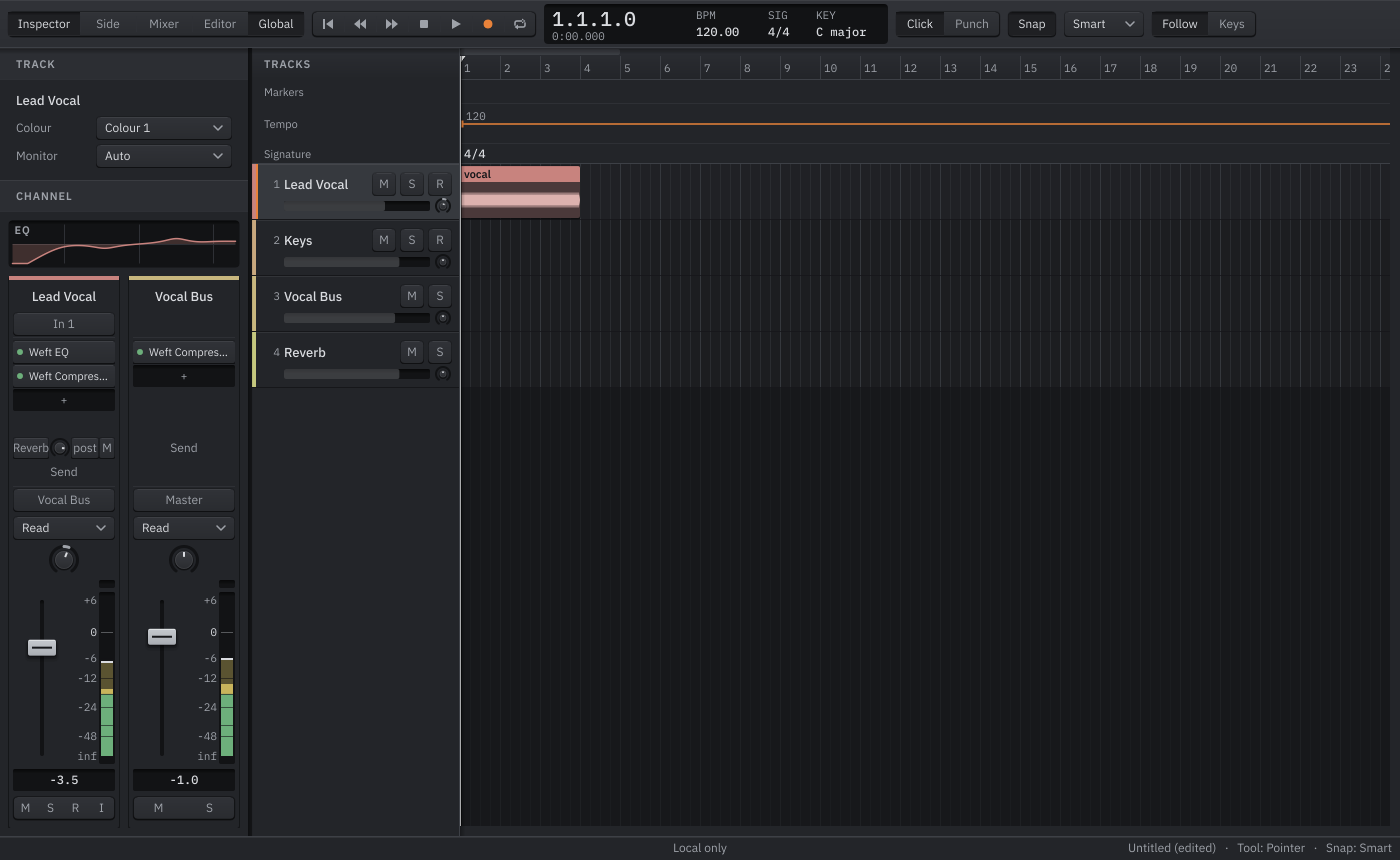 Inspector Side Mixer Editor Global
1.1.1.0
0:00.000
BPM SIG KEY
120.00 4/4 C major
Click Punch Snap Smart Follow Keys
TRACK
Lead Vocal
Colour Colour 1
Monitor Auto
CHANNEL
EQ
Lead Vocal
In 1
Weft EQ
Weft Compres...
+
Reverb post M
Send
Vocal Bus
Read
+6
0
-6
-12
-24
-48
inf
-3.5
M S R I
Vocal Bus
Weft Compres...
+
Send
Master
Read
+6
0
-6
-12
-24
-48
inf
-1.0
M S
TRACKS
Markers
Tempo
Signature
1 Lead Vocal M S R
2 Keys M S R
3 Vocal Bus M S
4 Reverb M S
1 2 3 4 5 6 7 8 9 10 11 12 13 14 15 16 17 18 19 20 21 22 23 2
120
4/4
vocal
Local only
Untitled (edited) · Tool: Pointer · Snap: Smart